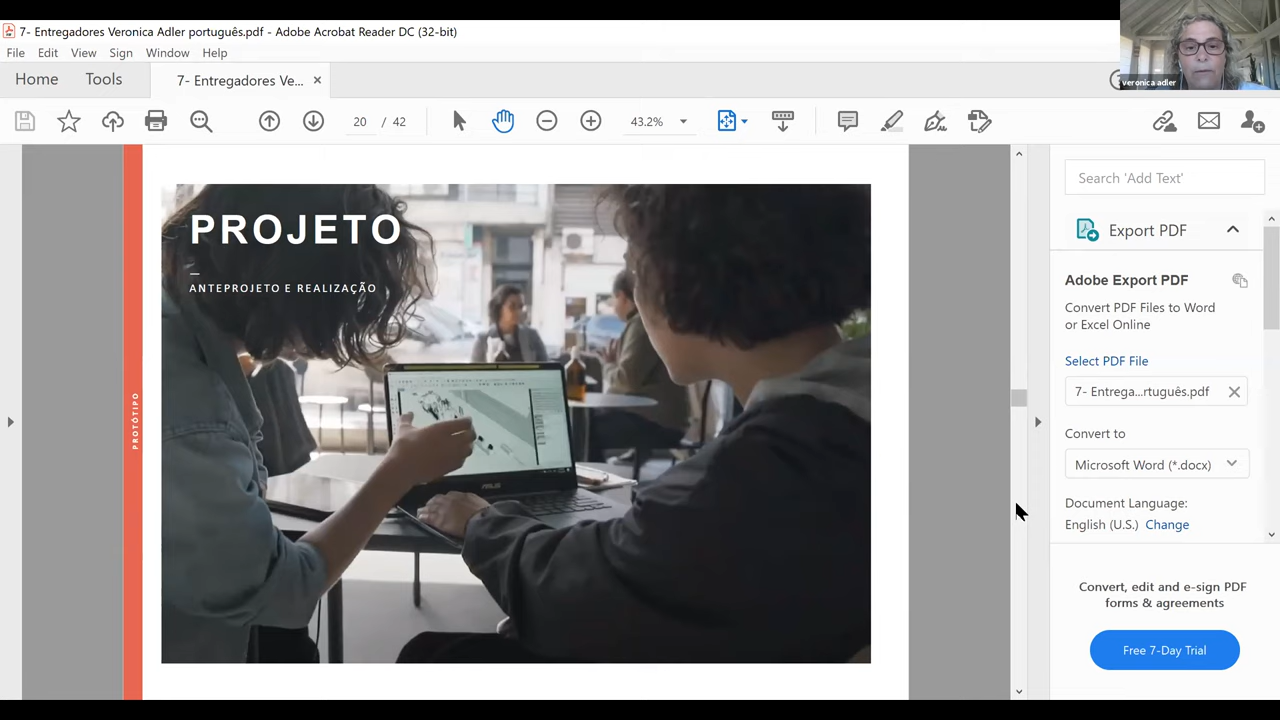 7- Entregadores Veronica Adler português.pdf - Adobe Acrobat Reader DC (32-bit)
File Edit View Sign Window Help
Home Tools 7- Entregadores Ve...
veronica adler
20 / 42 43.2%
PROJETO
ANTEPROJETO E REALIZAÇÃO
PROTÓTIPO
ASUS
Search 'Add Text'
Export PDF
Adobe Export PDF
Convert PDF Files to Word
or Excel Online
Select PDF File
7- Entrega...rtuguês.pdf
Convert to
Microsoft Word (*.docx)
Document Language:
English (U.S.) Change
Convert, edit and e-sign PDF
forms & agreements
Free 7-Day Trial